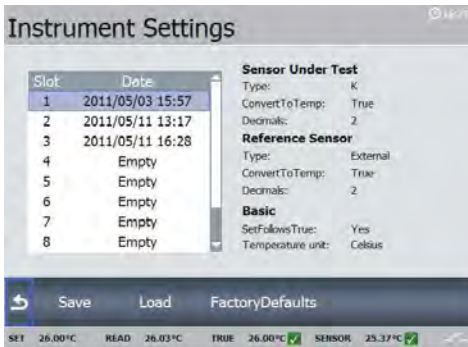 Instrument Settings
Slot Date
1 2011/05/03 15:57
2 2011/05/11 13:17
3 2011/05/11 16:28
4 Empty
5 Empty
6 Empty
7 Empty
8 Empty
Sensor Under Test
Type: K
ConvertToTemp: True
Decimals: 2
Reference Sensor
Type: External
ConvertToTemp: True
Decimals: 2
Basic
SetFollowsTrue: Yes
Temperature unit: Celsius
Save Load FactoryDefaults
SET 26.00°C READ 26.03°C TRUE 26.00°C SENSOR 25.37°C